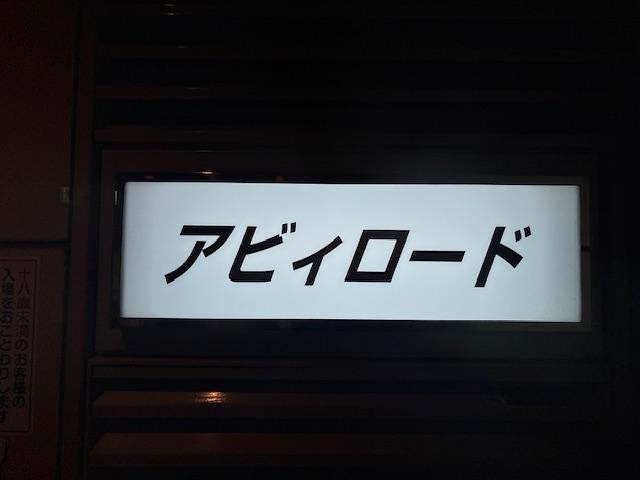 アビィロード
十八歳未満のお客様の
入場をおことわりします